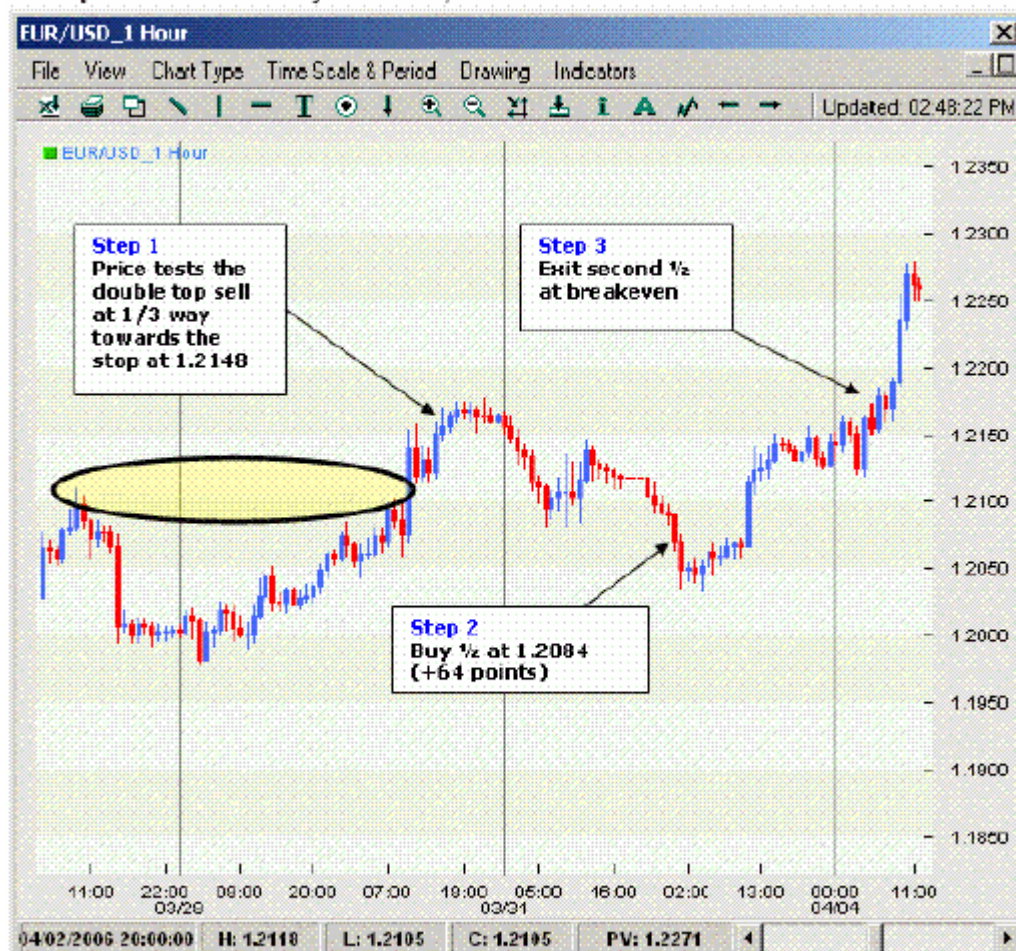 EUR/USD_1 Hour
File View Chart Type Time Scale & Period Drawing Indicators
Updated: 02:48:22 PM
EUR/USD_1 Hour
1.2350
1.2300
1.2250
1.2200
1.2150
1.2100
1.2050
1.2000
1.1950
1.1900
1.1850
Step 1
Price tests the
double top sell
at 1/3 way
towards the
stop at 1.2148
Step 3
Exit second ½
at breakeven
Step 2
Buy ½ at 1.2084
(+64 points)
11:00 22:00 09:00 20:00 07:00 18:00 05:00 16:00 02:00 13:00 00:00 11:00
03/29 03/31 04/04
04/02/2006 20:00:00 H: 1.2118 L: 1.2105 C: 1.2105 PV: 1.2271